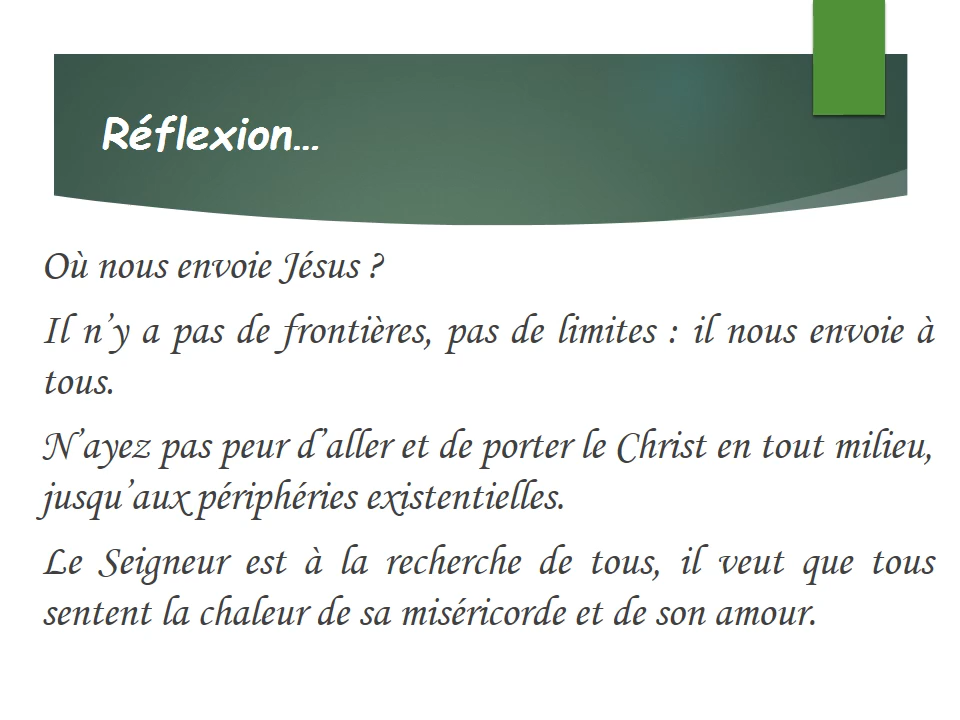 Réflexion...
Où nous envoie Jésus ?
Il n’y a pas de frontières, pas de limites : il nous envoie à
tous.
N’ayez pas peur d’aller et de porter le Christ en tout milieu,
jusqu’aux périphéries existentielles.
Le Seigneur est à la recherche de tous, il veut que tous
sentent la chaleur de sa miséricorde et de son amour.